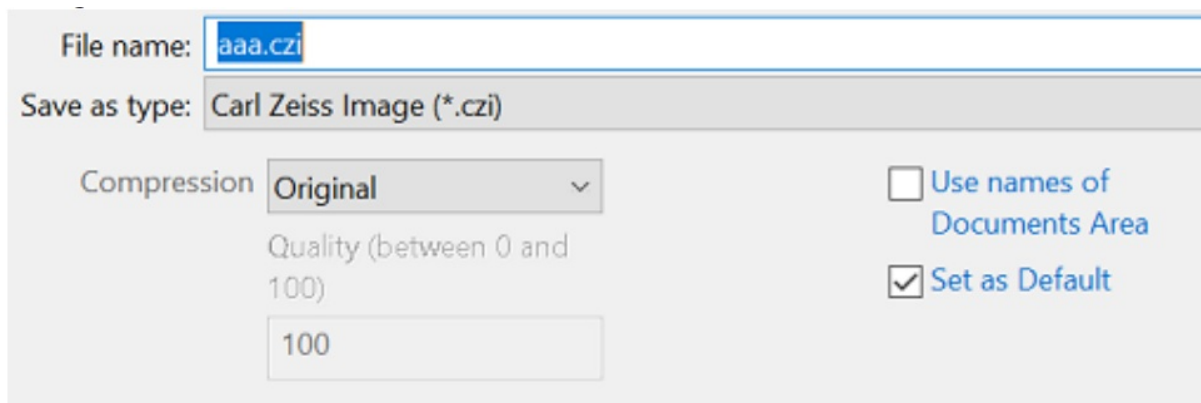 File name: aaa.czi
Save as type: Carl Zeiss Image (*.czi)
Compression Original
Quality (between 0 and
100)
100
Use names of
Documents Area
Set as Default